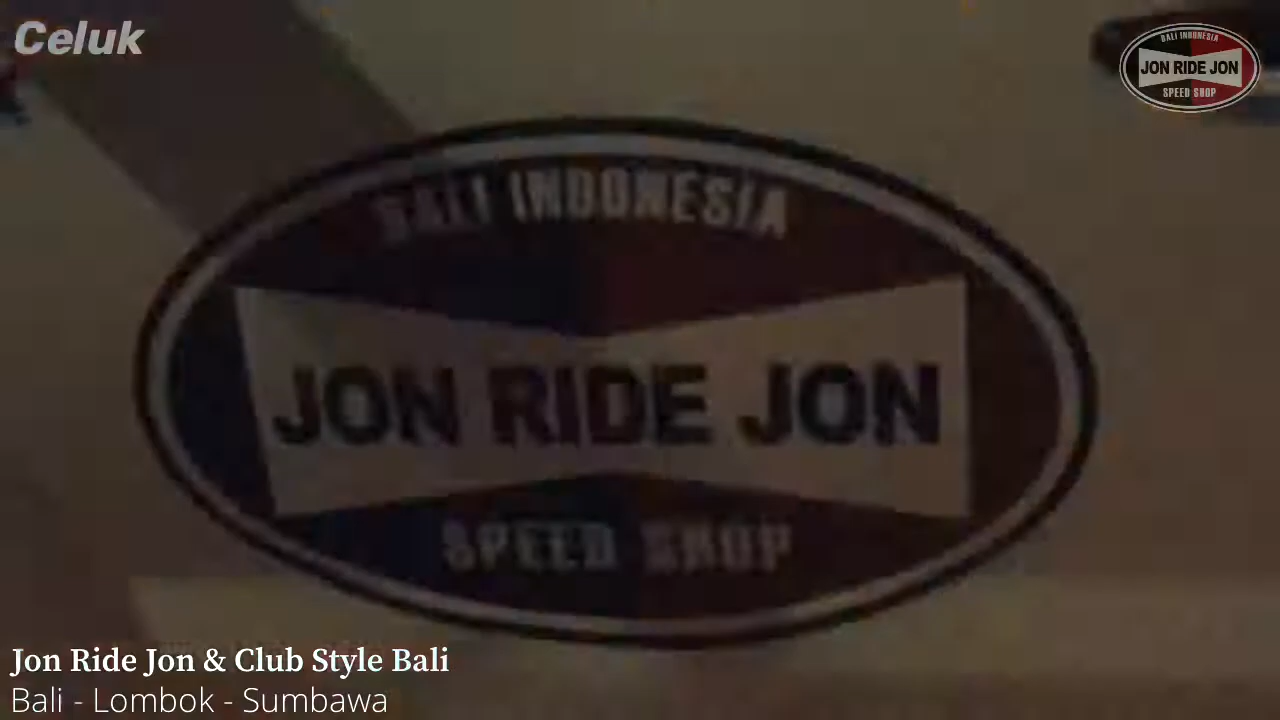 Celuk
BALI INDONESIA
JON RIDE JON
SPEED SHOP
BALI INDONESIA
JON RIDE JON
SPEED SHOP
Jon Ride Jon & Club Style Bali
Bali - Lombok - Sumbawa